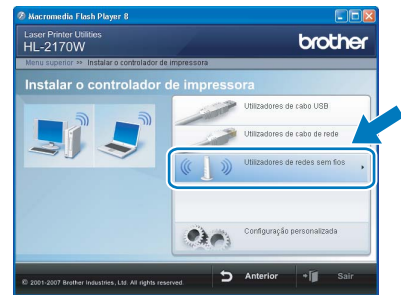 Macromedia Flash Player 8
Laser Printer Utilities
HL-2170W
brother
Menu superior >> Instalar o controlador de impressora
Instalar o controlador de impressora
Utilizadores de cabo USB
Utilizadores de cabo de rede
Utilizadores de redes sem fios
Configuração personalizada
© 2001-2007 Brother Industries, Ltd. All rights reserved.
Anterior
Sair